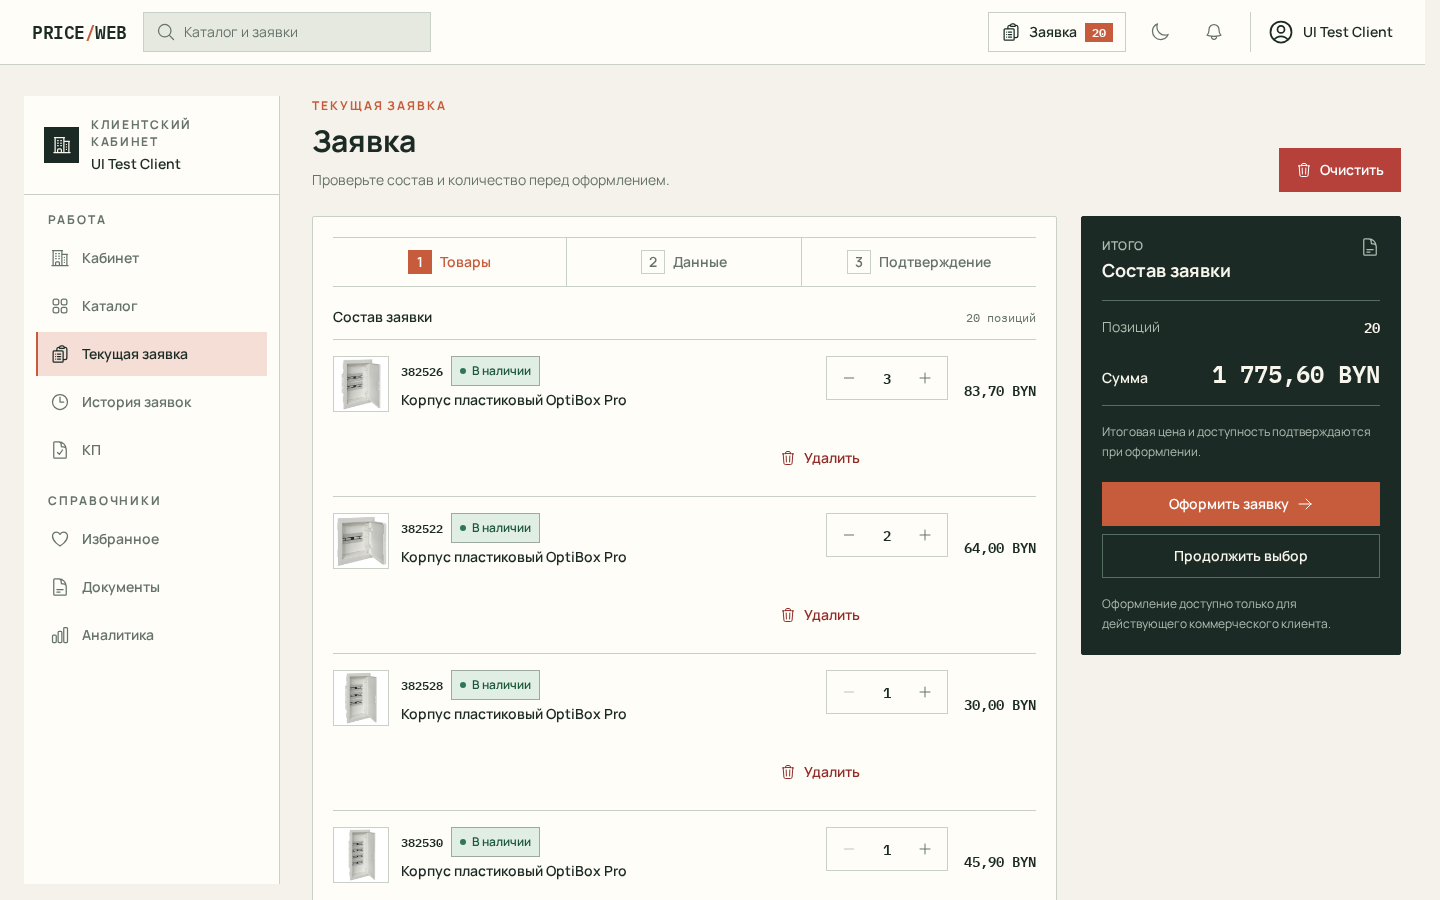 PRICE/WEB
Каталог и заявки
Заявка 20
UI Test Client
КЛИЕНТСКИЙ
КАБИНЕТ
UI Test Client
РАБОТА
Кабинет
Каталог
Текущая заявка
История заявок
КП
СПРАВОЧНИКИ
Избранное
Документы
Аналитика
ТЕКУЩАЯ ЗАЯВКА
Заявка
Проверьте состав и количество перед оформлением.
Очистить
1 Товары
2 Данные
3 Подтверждение
Состав заявки
20 позиций
382526 В наличии
Корпус пластиковый OptiBox Pro
3
83,70 BYN
Удалить
382522 В наличии
Корпус пластиковый OptiBox Pro
2
64,00 BYN
Удалить
382528 В наличии
Корпус пластиковый OptiBox Pro
1
30,00 BYN
Удалить
382530 В наличии
Корпус пластиковый OptiBox Pro
1
45,90 BYN
ИТОГО
Состав заявки
Позиций 20
Сумма 1 775,60 BYN
Итоговая цена и доступность подтверждаются
при оформлении.
Оформить заявку
Продолжить выбор
Оформление доступно только для
действующего коммерческого клиента.